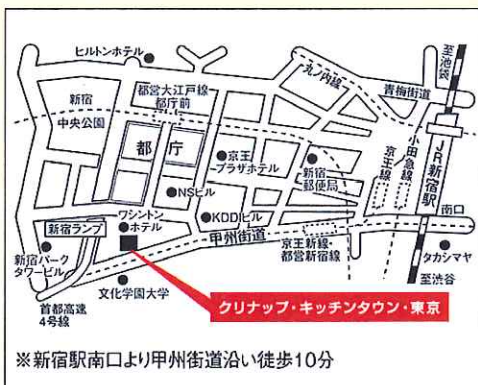 ヒルトンホテル
丸ノ内線
青梅街道
至池袋
新宿
中央公園
都営大江戸線
都庁前
都庁
京王
プラザホテル
新宿
郵便局
小田急線
京王線
JR新宿駅
NSビル
ワシントン
ホテル
KDDIビル
甲州街道
京王新線・
都営新宿線
南口
新宿ランプ
新宿パーク
タワービル
タカシマヤ
文化学園大学
至渋谷
首都高速
4号線
クリナップ・キッチンタウン・東京
※新宿駅南口より甲州街道沿い徒歩10分